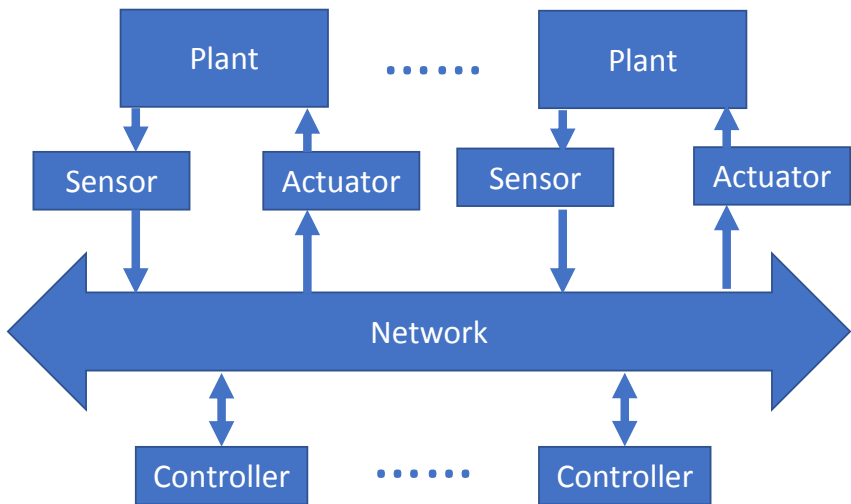 Plant
......
Plant
Sensor
Actuator
Sensor
Actuator
Network
Controller
......
Controller